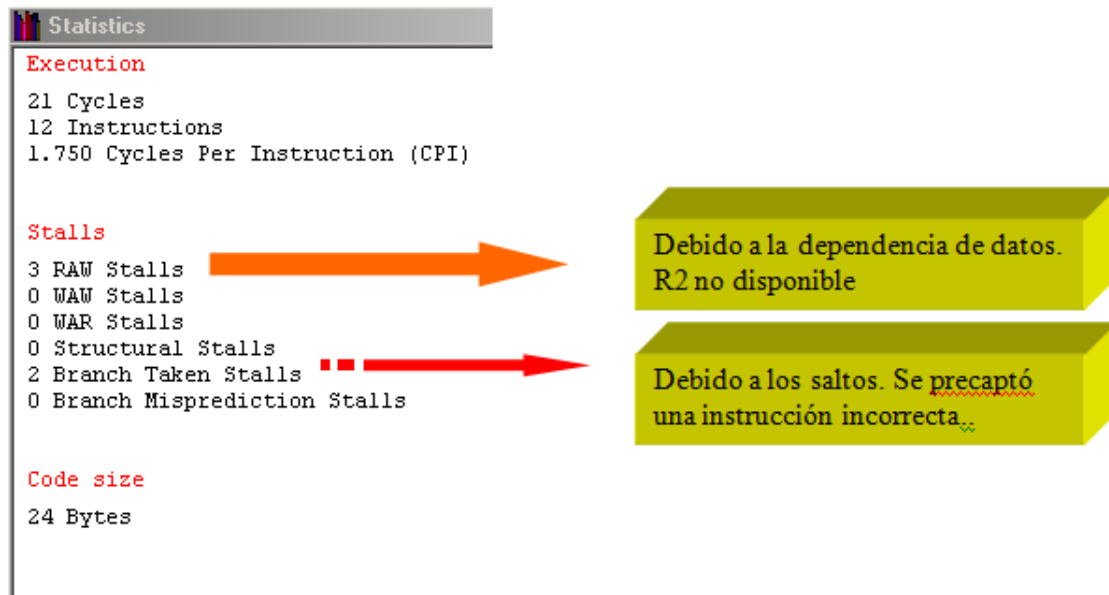 Statistics
Execution
21 Cycles
12 Instructions
1.750 Cycles Per Instruction (CPI)
Stalls
3 RAW Stalls
0 WAW Stalls
0 WAR Stalls
0 Structural Stalls
2 Branch Taken Stalls
0 Branch Misprediction Stalls
Code size
24 Bytes
Debido a la dependencia de datos.
R2 no disponible
Debido a los saltos. Se precaptó
una instrucción incorrecta..